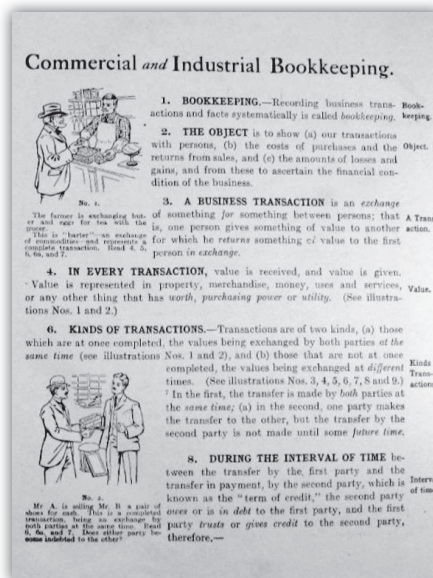 Commercial and Industrial Bookkeeping.
1. BOOKKEEPING.—Recording business trans-
actions and facts systematically is called bookkeeping.
Book-
keeping.
2. THE OBJECT is to show (a) our transactions
with persons, (b) the costs of purchases and the
returns from sales, and (c) the amounts of losses and
gains, and from these to ascertain the financial con-
dition of the business.
Object.
No. 1.
The farmer is exchanging but-
ter and eggs for tea with the
grocer.
This is "barter"—an exchange
of commodities—and represents a
complete transaction. Read 4, 5,
6, 6a, and 7.
3. A BUSINESS TRANSACTION is an exchange
of something for something between persons; that
is, one person gives something of value to another
for which he returns something of value to the first
person in exchange.
A Trans
action.
4. IN EVERY TRANSACTION, value is received, and value is given.
Value is represented in property, merchandise, money, uses and services,
or any other thing that has worth, purchasing power or utility. (See illustra-
tions Nos. 1 and 2.)
Value.
6. KINDS OF TRANSACTIONS.—Transactions are of two kinds, (a) those
which are at once completed, the values being exchanged by both parties at the
same time (see illustrations Nos. 1 and 2), and (b) those that are not at once
completed, the values being exchanged at different
times. (See illustrations Nos. 3, 4, 5, 6, 7, 8 and 9.)
7 In the first, the transfer is made by both parties at
the same time; (a) in the second, one party makes
the transfer to the other, but the transfer by the
second party is not made until some future time.
Kinds
Trans-
action
8. DURING THE INTERVAL OF TIME be-
tween the transfer by the first party and the
transfer in payment, by the second party, which is
known as the "term of credit," the second party
owes or is in debt to the first party, and the first
party trusts or gives credit to the second party,
therefore,—
Interv
of time
Mr A. is selling Mr. B a pair of
shoes for cash. This is a completed
transaction, being an exchange by
both parties at the same time. Read
6, 6a, and 7. Does either party be-
come indebted to the other?